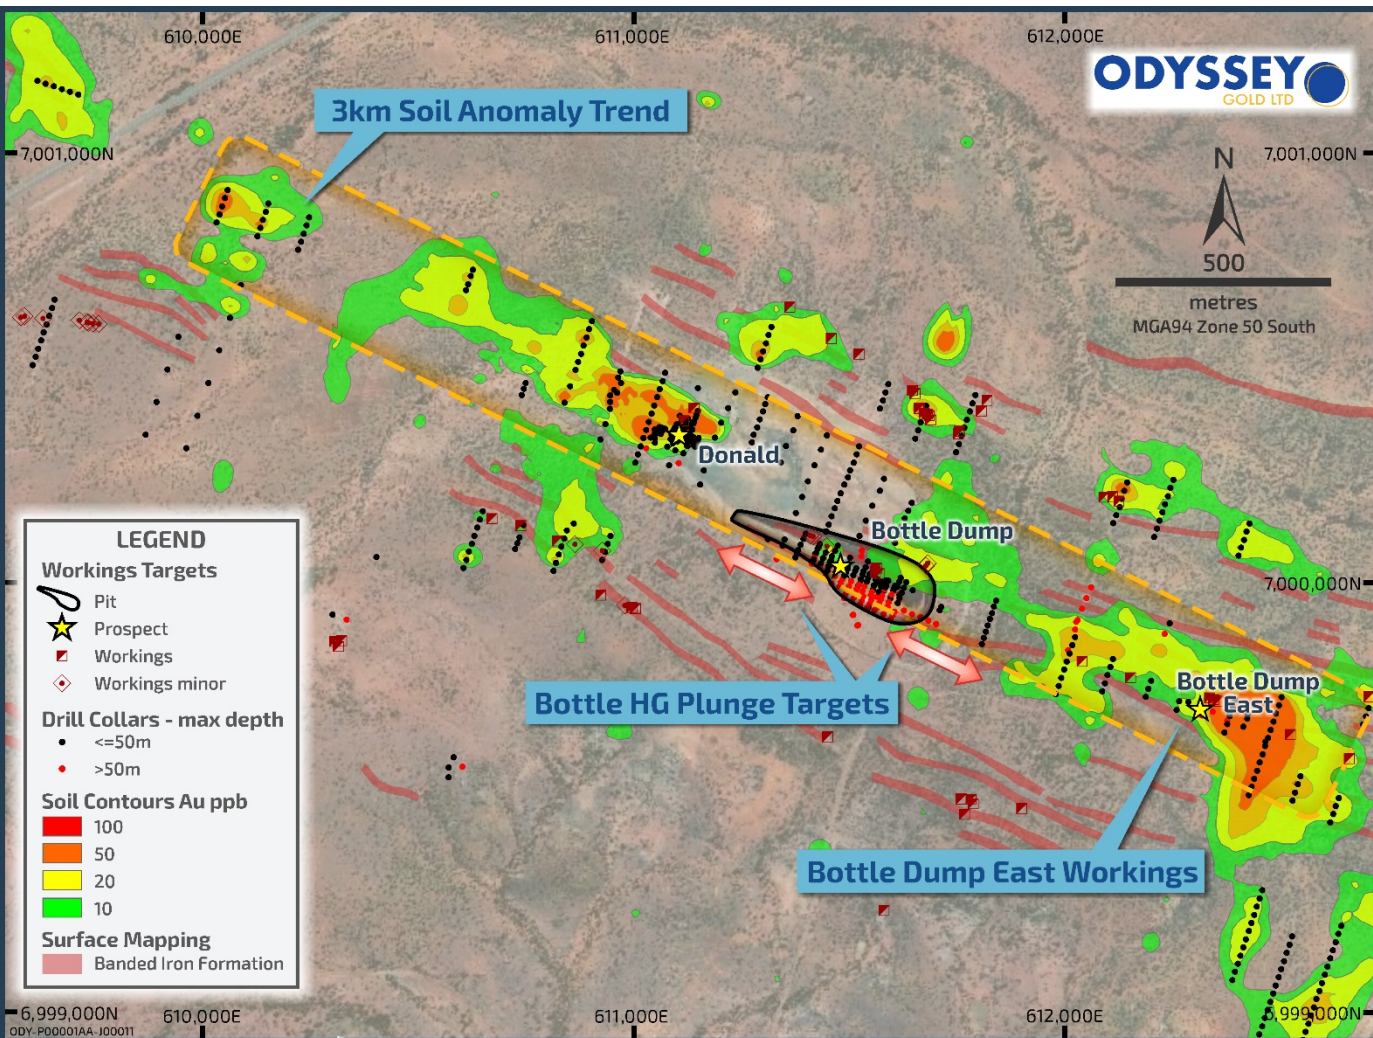 610,000E
611,000E
612,000E
ODYSSEY
GOLD LTD
3km Soil Anomaly Trend
7,001,000N
7,001,000N
N
500
metres
MGA94 Zone 50 South
Donald
Bottle Dump
7,000,000N
LEGEND
Workings Targets
Pit
Prospect
Workings
Workings minor
Drill Collars - max depth
<=50m
>50m
Soil Contours Au ppb
100
50
20
10
Surface Mapping
Banded Iron Formation
Bottle HG Plunge Targets
Bottle Dump
East
Bottle Dump East Workings
6,999,000N
610,000E
611,000E
612,000E
6,999,000N
ODY-P00001AA-J00011